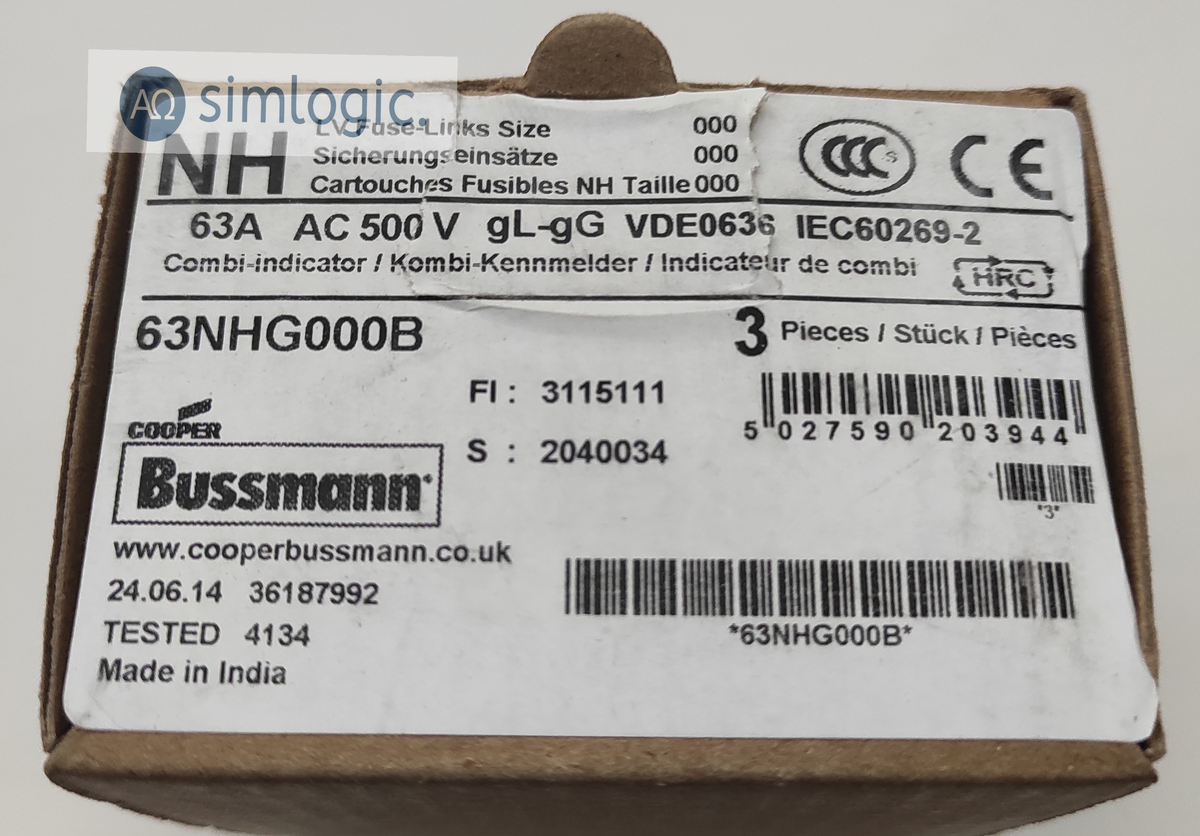 AΩ simlogic.
LV Fuse-Links Size 000
NH Sicherungseinsätze 000
Cartouches Fusibles NH Taille 000
CCC S CE
63A AC 500 V gL-gG VDE0636 IEC60269-2
Combi-indicator / Kombi-Kennmelder / Indicateur de combi
HRC
63NHG000B
3 Pieces / Stück / Pièces
FI : 3115111
5 027590 203944
COOPER
S : 2040034
Bussmann
*3*
www.cooperbussmann.co.uk
24.06.14 36187992
TESTED 4134
*63NHG000B*
Made in India